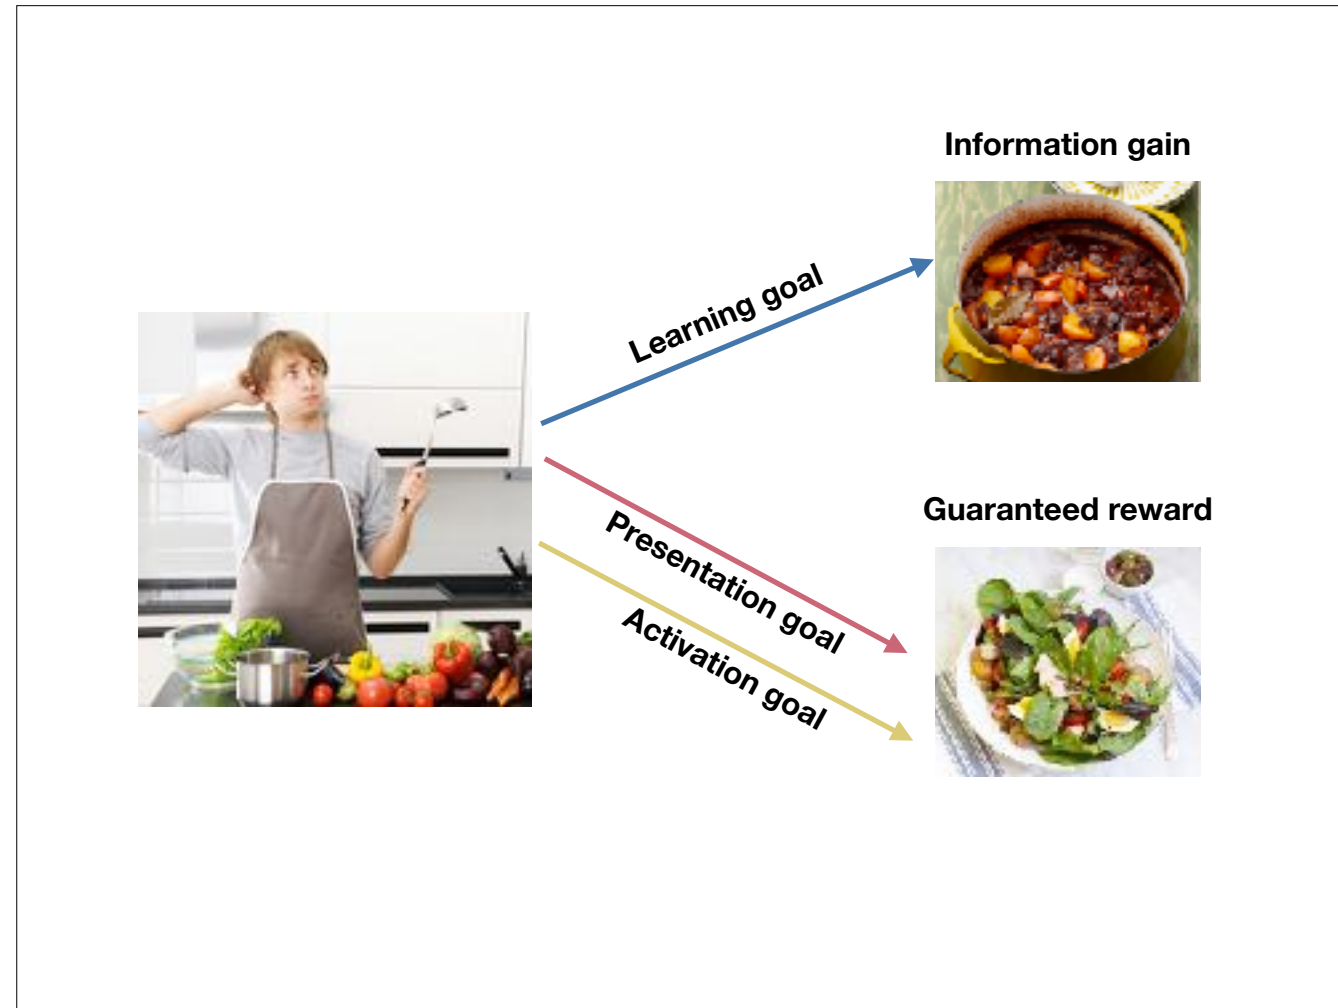 Information gain
Learning goal
Guaranteed reward
Presentation goal
Activation goal